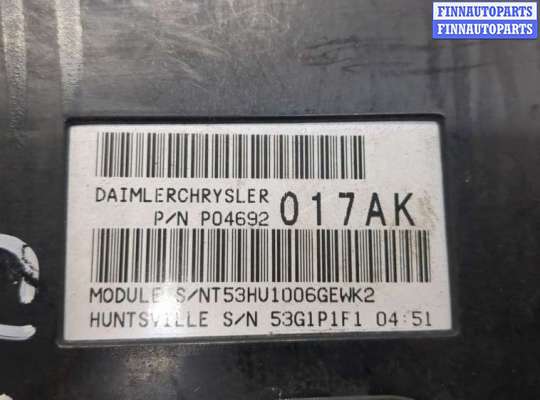 FINNAUTOPARTS
FINNAUTOPARTS
DAIMLERCHRYSLER
P/N P04692 017AK
MODULE S/NT53HU1006GEWK2
HUNTSVILLE S/N 53G1P1F1 04:51